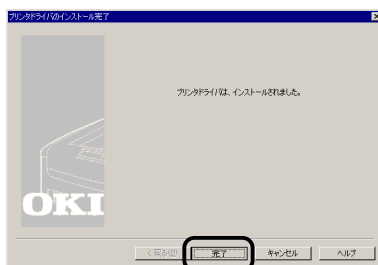 プリンタドライバのインストール完了
プリンタドライバは、インストールされました。
OKI
< 戻る(B)
完了
キャンセル
ヘルプ